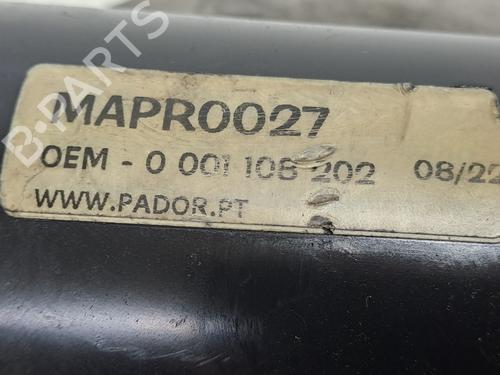 B-PARTS
MAPR0027
OEM - 0 001 108 202 08/22
WWW.PADOR.PT